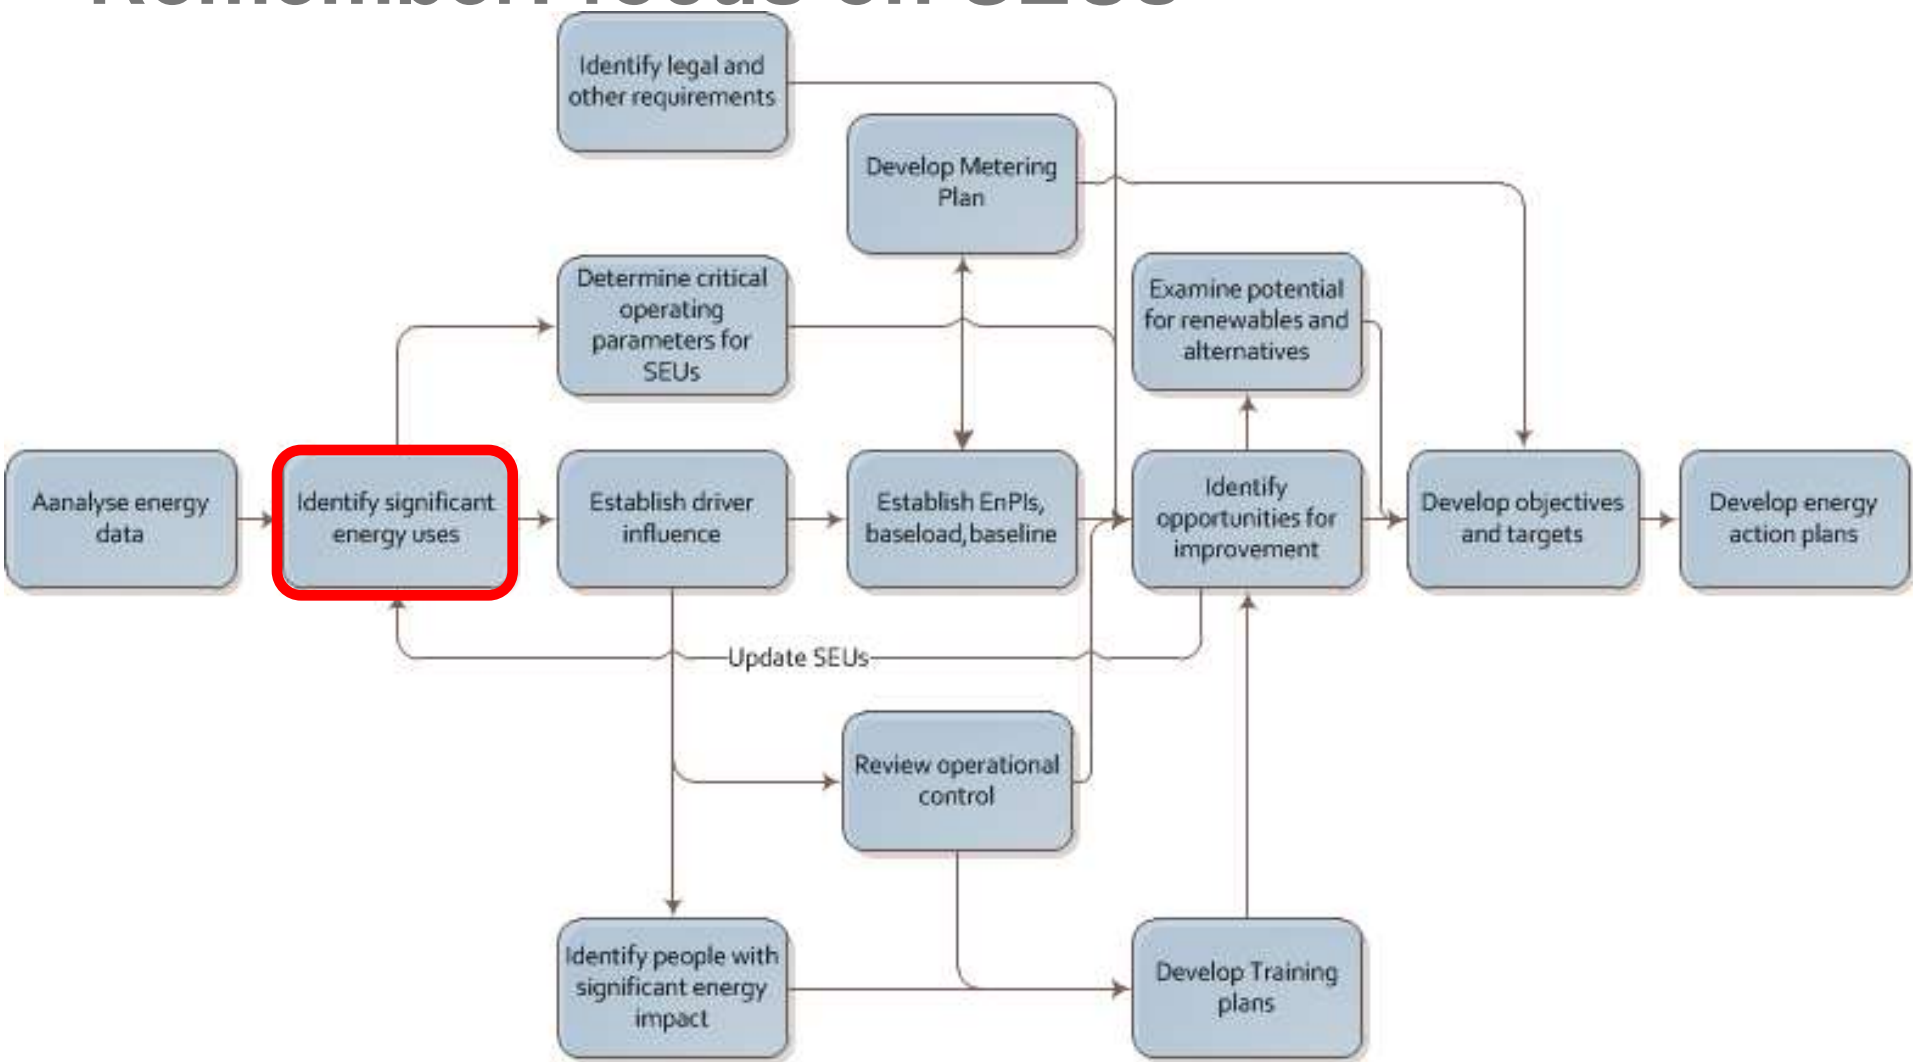 Identify legal and
other requirements
Develop Metering
Plan
Determine critical
operating
parameters for
SEUs
Examine potential
for renewables and
alternatives
Aanalyse energy
data
Identify significant
energy uses
Establish driver
influence
Establish EnPIs,
baseload, baseline
Identify
opportunities for
improvement
Develop objectives
and targets
Develop energy
action plans
Update SEUs
Review operational
control
Identify people with
significant energy
impact
Develop Training
plans